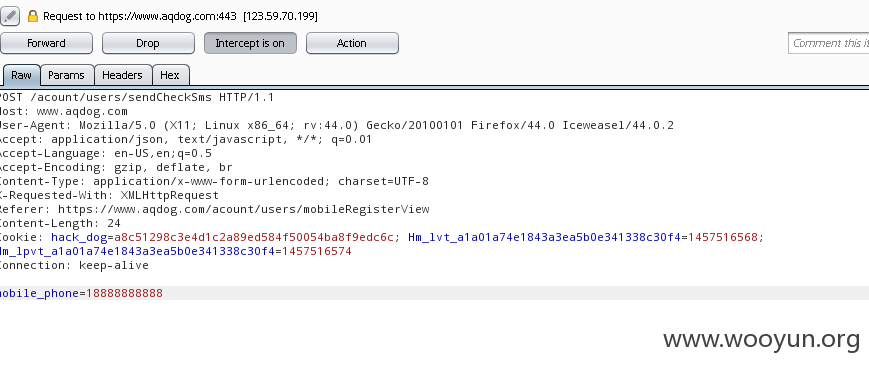 Request to https://www.aqdog.com:443 [123.59.70.199]
Forward Drop Intercept is on Action Comment this it
Raw Params Headers Hex
POST /acount/users/sendCheckSms HTTP/1.1
Host: www.aqdog.com
User-Agent: Mozilla/5.0 (X11; Linux x86_64; rv:44.0) Gecko/20100101 Firefox/44.0 Iceweasel/44.0.2
Accept: application/json, text/javascript, */*; q=0.01
Accept-Language: en-US,en;q=0.5
Accept-Encoding: gzip, deflate, br
Content-Type: application/x-www-form-urlencoded; charset=UTF-8
X-Requested-With: XMLHttpRequest
Referer: https://www.aqdog.com/acount/users/mobileRegisterView
Content-Length: 24
Cookie: hack_dog=a8c51298c3e4d1c2a89ed584f50054ba8f9edc6c; Hm_lvt_a1a01a74e1843a3ea5b0e341338c30f4=1457516568;
Hm_lpvt_a1a01a74e1843a3ea5b0e341338c30f4=1457516574
Connection: keep-alive
mobile_phone=18888888888
www.wooyun.org